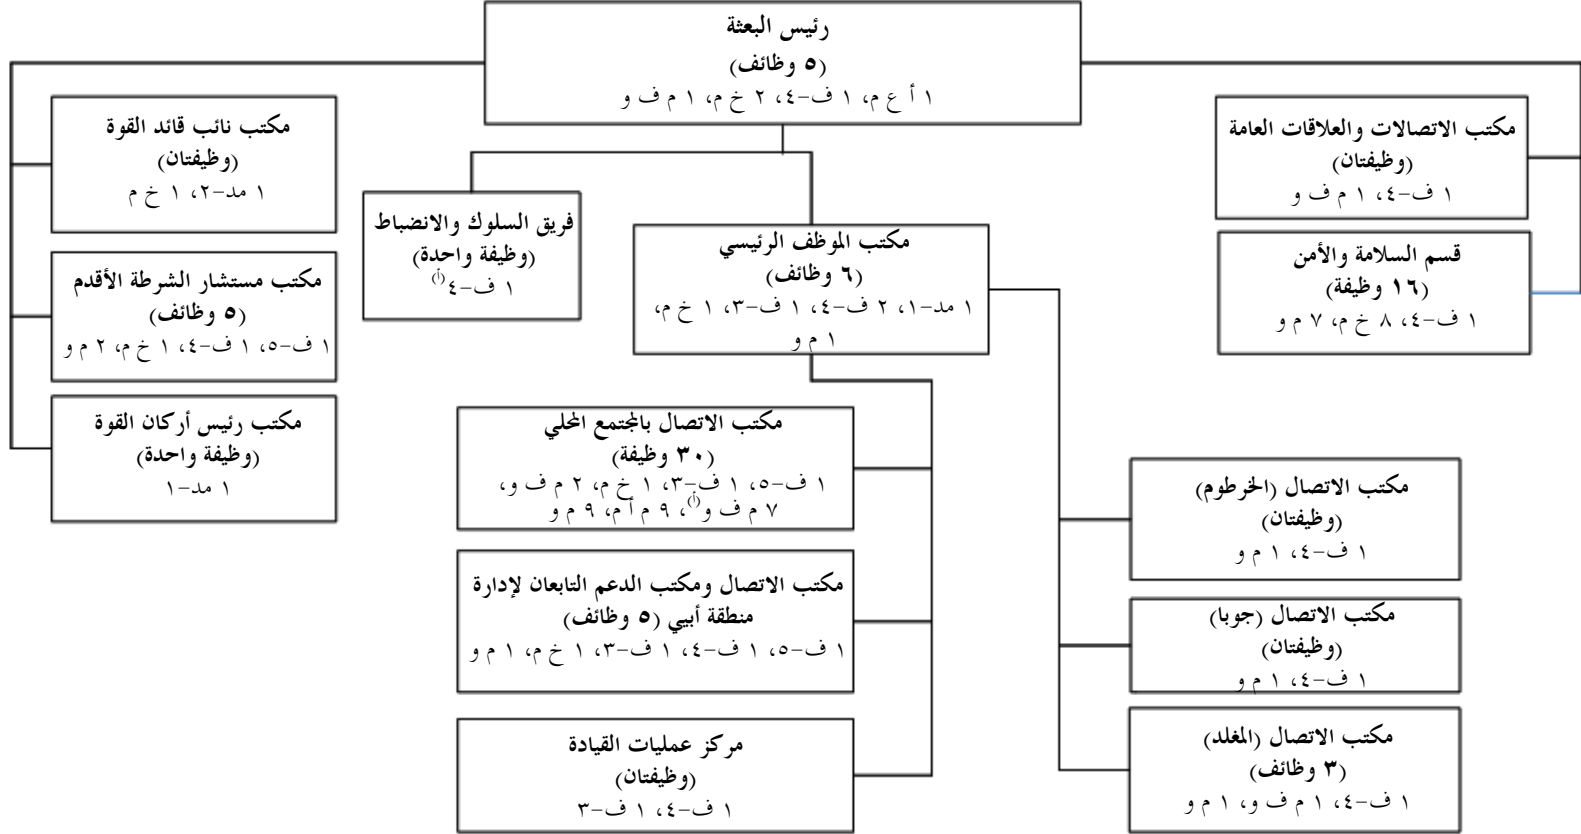 رئيس البعثة
(٥ وظائف)
١ أ ع م، ١ ف-٤، ٢ خ م، ١ م ف و
مكتب الاتصالات والعلاقات العامة
(وظيفتان)
١ ف-٤، ١ م ف و
قسم السلامة والأمن
(١٦ وظيفة)
١ ف-٤، ٨ خ م، ٧ م و
مكتب نائب قائد القوة
(وظيفتان)
١ مد-٢، ١ خ م
مكتب مستشار الشرطة الأقدم
(٥ وظائف)
١ ف-٥، ١ ف-٤، ١ خ م، ٢ م و
مكتب رئيس أركان القوة
(وظيفة واحدة)
١ مد-١
فريق السلوك والانضباط
(وظيفة واحدة)
١ ف-٤(أ)
مكتب الموظف الرئيسي
(٦ وظائف)
١ مد-١، ٢ ف-٤، ١ ف-٣، ١ خ م،
١ م و
مكتب الاتصال بالمجتمع المحلي
(٣٠ وظيفة)
١ ف-٥، ١ ف-٣، ١ خ م، ٢ م ف و،
٧ م ف و(أ)، ٩ م أ م، ٩ م و
مكتب الاتصال ومكتب الدعم التابعان لإدارة
منطقة أبيي (٥ وظائف)
١ ف-٥، ١ ف-٤، ١ ف-٣، ١ خ م، ١ م و
مركز عمليات القيادة
(وظيفتان)
١ ف-٤، ١ ف-٣
مكتب الاتصال (الخرطوم)
(وظيفتان)
١ ف-٤، ١ م و
مكتب الاتصال (جوبا)
(وظيفتان)
١ ف-٤، ١ م و
مكتب الاتصال (المغلد)
(٣ وظائف)
١ ف-٤، ١ م ف و، ١ م و